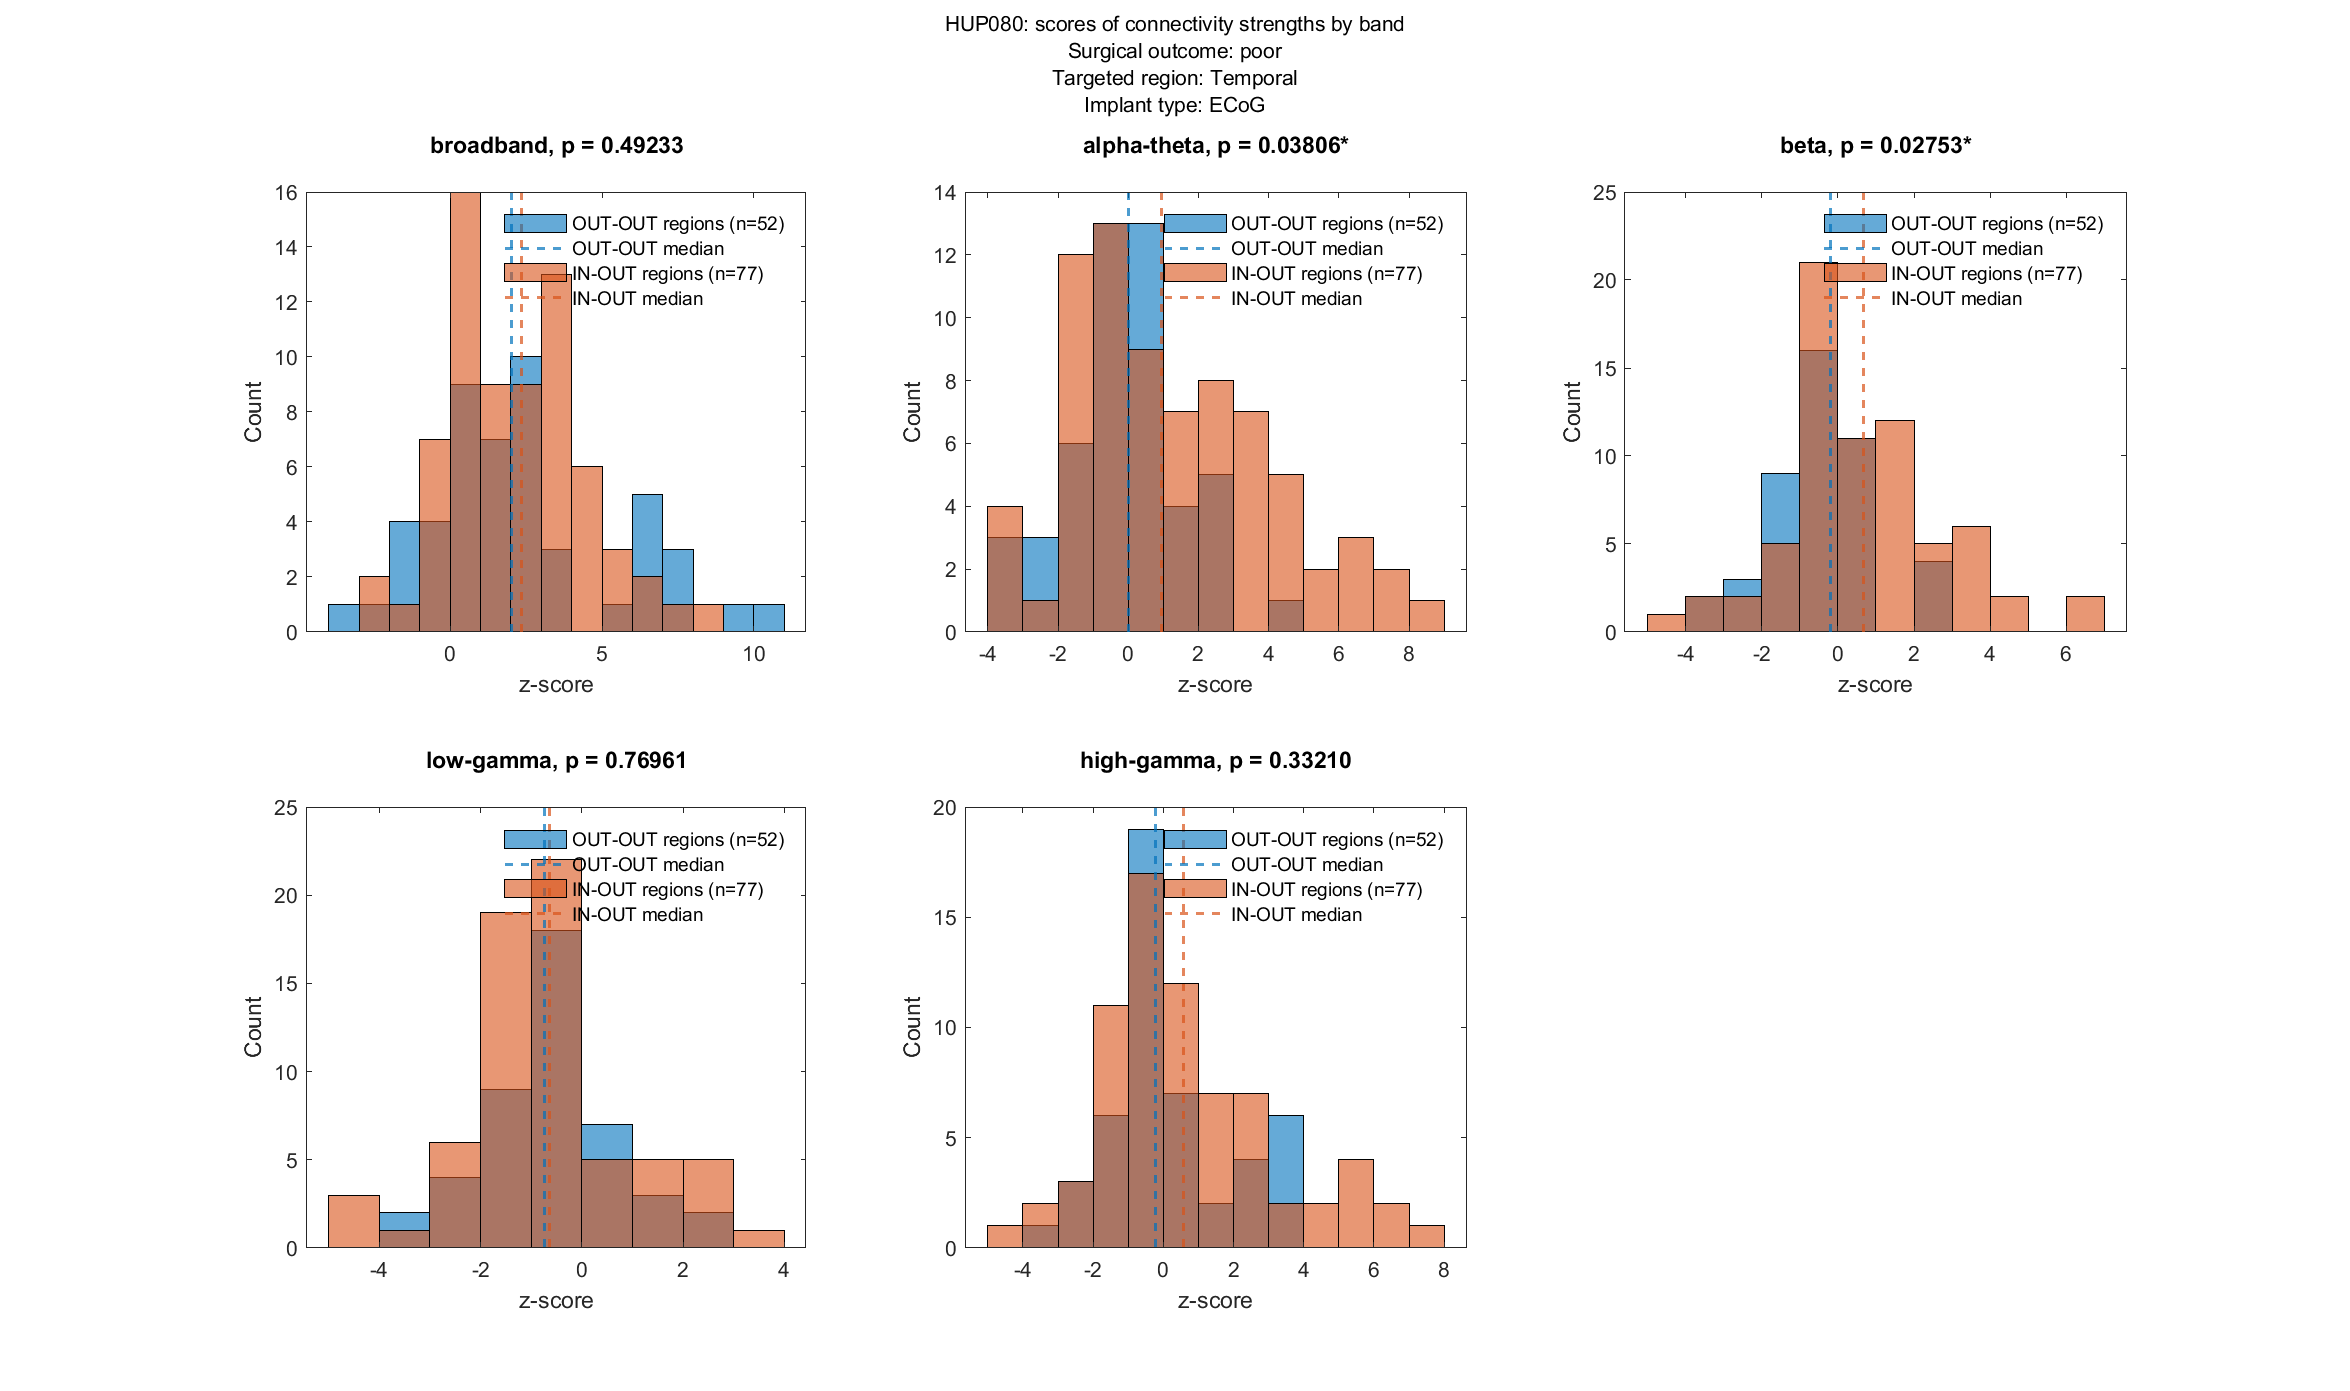 HUP080: scores of connectivity strengths by band
Surgical outcome: poor
Targeted region: Temporal
Implant type: ECoG
broadband, p = 0.49233
16
14
12
10
8
6
4
2
0
Count
0 5 10
z-score
OUT-OUT regions (n=52)
OUT-OUT median
IN-OUT regions (n=77)
IN-OUT median
alpha-theta, p = 0.03806*
14
12
10
8
6
4
2
0
Count
-4 -2 0 2 4 6 8
z-score
OUT-OUT regions (n=52)
OUT-OUT median
IN-OUT regions (n=77)
IN-OUT median
beta, p = 0.02753*
25
20
15
10
5
0
Count
-4 -2 0 2 4 6
z-score
OUT-OUT regions (n=52)
OUT-OUT median
IN-OUT regions (n=77)
IN-OUT median
low-gamma, p = 0.76961
25
20
15
10
5
0
Count
-4 -2 0 2 4
z-score
OUT-OUT regions (n=52)
OUT-OUT median
IN-OUT regions (n=77)
IN-OUT median
high-gamma, p = 0.33210
20
15
10
5
0
Count
-4 -2 0 2 4 6 8
z-score
OUT-OUT regions (n=52)
OUT-OUT median
IN-OUT regions (n=77)
IN-OUT median